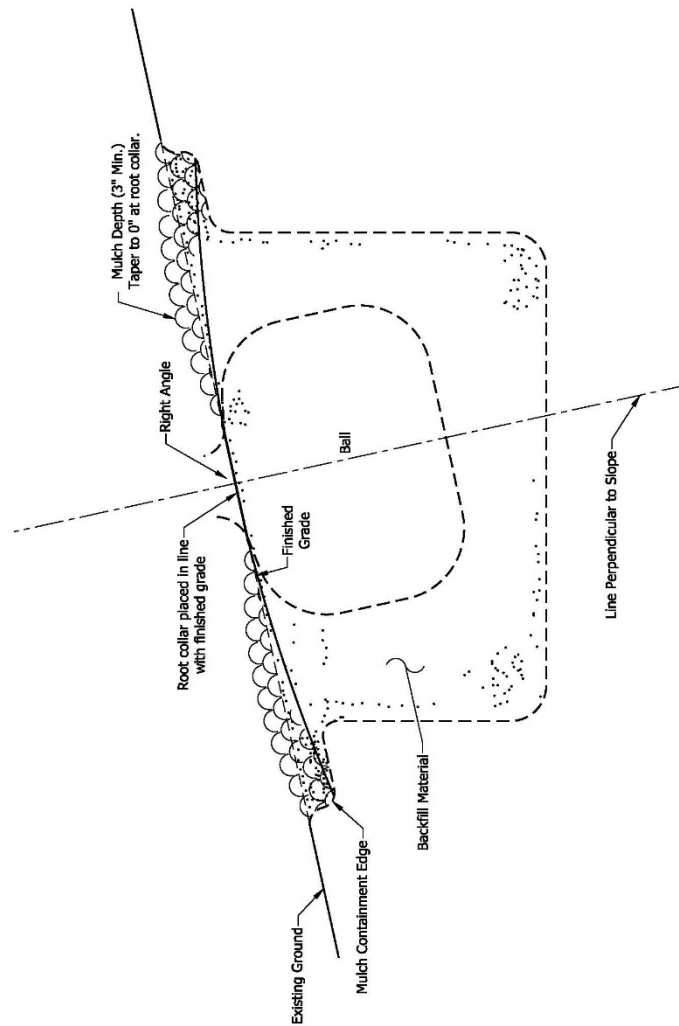 Mulch Depth (3" Min.)
Taper to 0" at root collar.
Right Angle
Root collar placed in line
with finished grade
Finished
Grade
Ball
Line Perpendicular to Slope
Backfill Material
Mulch Containment Edge
Existing Ground